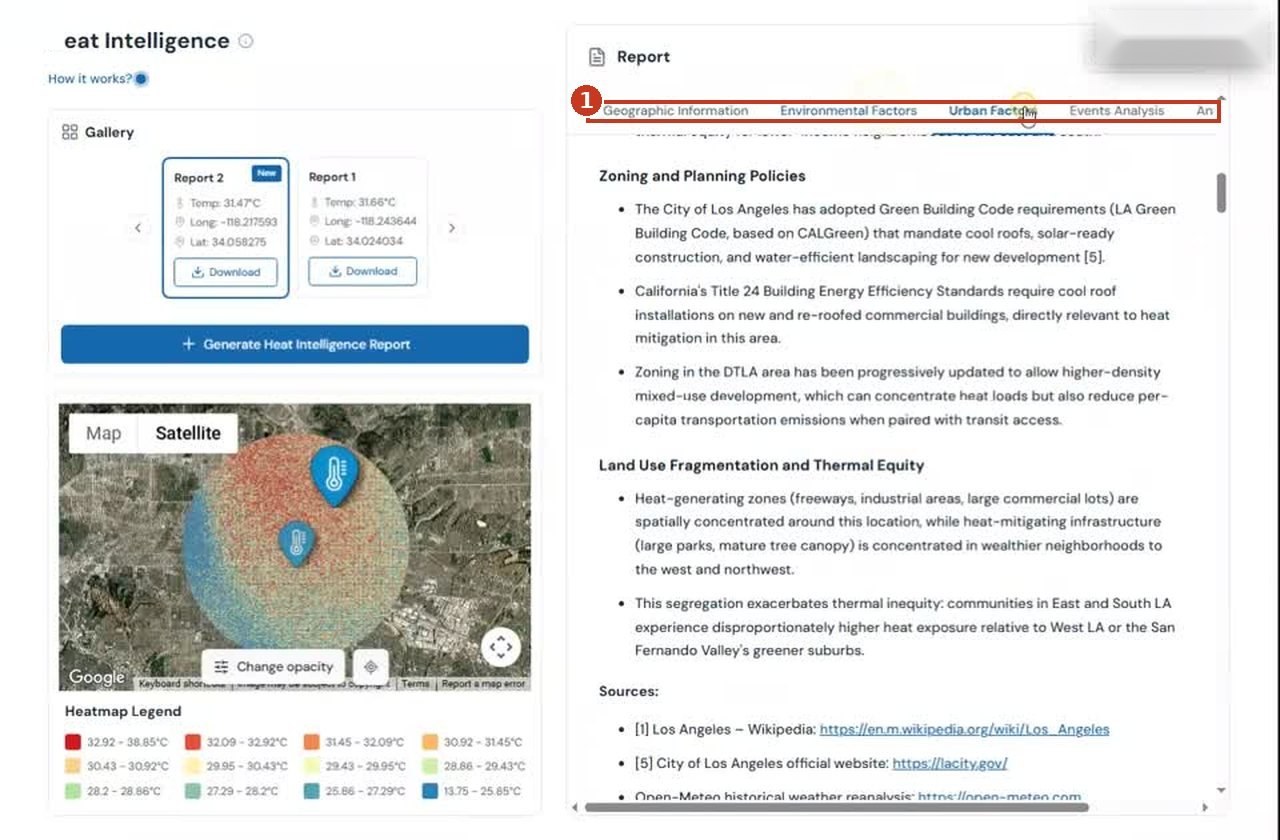 eat Intelligence
How it works?
Gallery
Report 2
New
Temp: 31.47°C
Long: -118.217593
Lat: 34.058275
Download
Report 1
Temp: 31.66°C
Long: -118.243644
Lat: 34.024034
Download
+ Generate Heat Intelligence Report
Map
Satellite
Change opacity
Google
Keyboard shortc
Terms
Report a map error
Heatmap Legend
32.92 - 38.85°C
32.09 - 32.92°C
31.45 - 32.09°C
30.92 - 31.45°C
30.43 - 30.92°C
29.95 - 30.43°C
29.43 - 29.95°C
28.66 - 29.43°C
28.2 - 28.66°C
27.29 - 28.2°C
25.86 - 27.29°C
13.75 - 25.85°C
Report
1
Geographic Information
Environmental Factors
Urban Factors
Events Analysis
An
Zoning and Planning Policies
• The City of Los Angeles has adopted Green Building Code requirements (LA Green
Building Code, based on CALGreen) that mandate cool roofs, solar-ready
construction, and water-efficient landscaping for new development [5].
• California's Title 24 Building Energy Efficiency Standards require cool roof
installations on new and re-roofed commercial buildings, directly relevant to heat
mitigation in this area.
• Zoning in the DTLA area has been progressively updated to allow higher-density
mixed-use development, which can concentrate heat loads but also reduce per-
capita transportation emissions when paired with transit access.
Land Use Fragmentation and Thermal Equity
• Heat-generating zones (freeways, industrial areas, large commercial lots) are
spatially concentrated around this location, while heat-mitigating infrastructure
(large parks, mature tree canopy) is concentrated in wealthier neighborhoods to
the west and northwest.
• This segregation exacerbates thermal inequity: communities in East and South LA
experience disproportionately higher heat exposure relative to West LA or the San
Fernando Valley's greener suburbs.
Sources:
• [1] Los Angeles – Wikipedia: https://en.m.wikipedia.org/wiki/Los_Angeles
• [5] City of Los Angeles official website: https://lacity.gov/
• Open-Meteo historical weather reanalysis: https://open-meteo.com